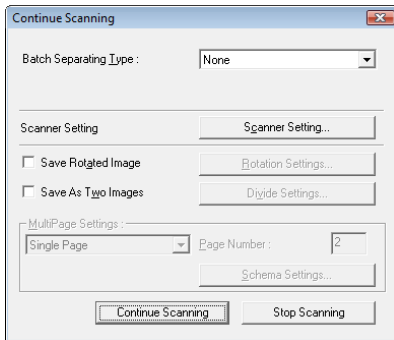 Continue Scanning
Batch Separating Type : None
Scanner Setting Scanner Setting...
Save Rotated Image Rotation Settings...
Save As Two Images Divide Settings...
MultiPage Settings :
Single Page Page Number : 2
Schema Settings...
Continue Scanning Stop Scanning